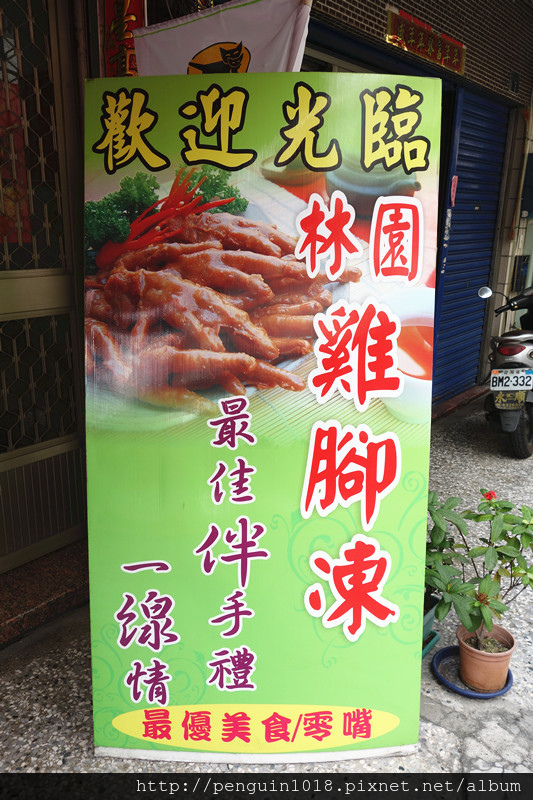 歡迎光臨
林園
雞腳凍
最佳伴手禮
一線情
最優美食/零嘴
BM2-332
http://penguin1018.pixnet.net/album